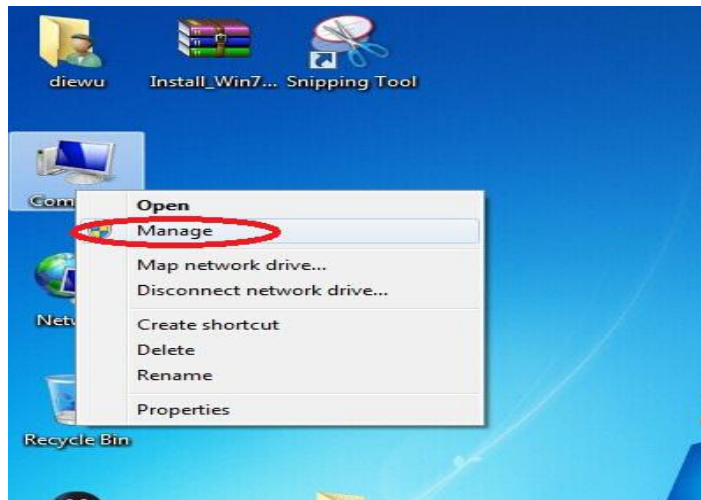 diewu
Install_Win7...
Snipping Tool
Com
Open
Manage
Map network drive...
Disconnect network drive...
Netw
Create shortcut
Delete
Rename
Properties
Recycle Bin